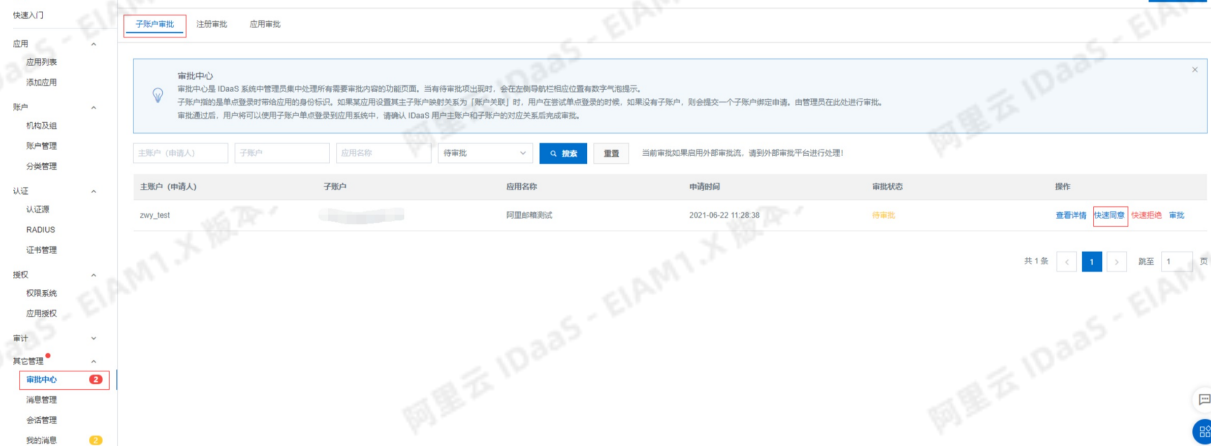 快速入门
应用
应用列表
添加应用
账户
机构及组
账户管理
分类管理
认证
认证源
RADIUS
证书管理
授权
权限系统
应用授权
审计
其它管理
审批中心 2
消息管理
会话管理
我的消息 2
子账户审批 注册审批 应用审批
审批中心
审批中心是 IDaaS 系统中管理员集中处理所有需要审批内容的功能页面。当有待审批项出现时，会在左侧导航栏相应位置有数字气泡提示。
子账户指的是单点登录时带给应用的身份标识。如果某应用设置其主子账户映射关系为「账户关联」时，用户在尝试单点登录的时候，如果没有子账户，则会提交一个子账户绑定申请。由管理员在此处进行审批。
审批通过后，用户将可以使用子账户单点登录到应用系统中，请确认 IDaaS 用户主账户和子账户的对应关系后完成审批。
主账户（申请人） 子账户 应用名称 待审批 搜索 重置 当前审批如果启用外部审批流，请到外部审批平台进行处理！
主账户（申请人） 子账户 应用名称 申请时间 审批状态 操作
zwy_test 阿里邮箱测试 2021-06-22 11:28:38 待审批 查看详情 快速同意 快速拒绝 审批
共 1 条 < 1 > 跳至 1 页
阿里云 IDaaS - EIAM1.X 版本.